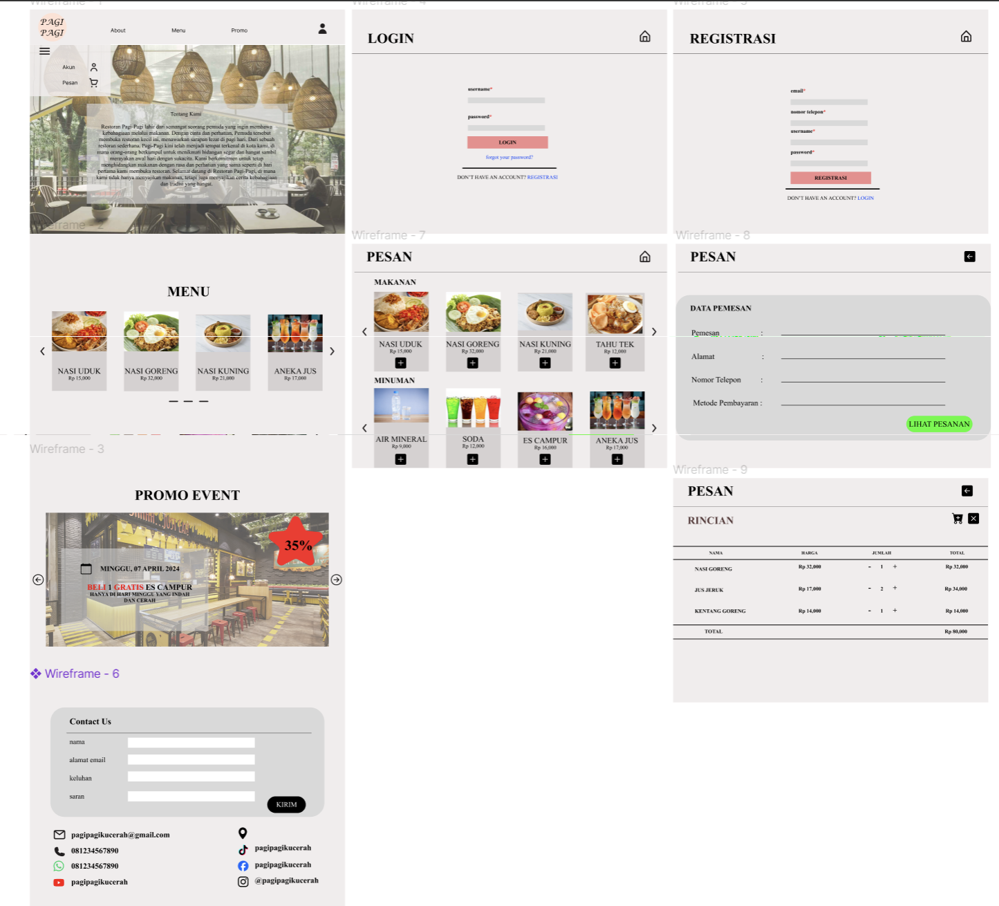 PAGI
PAGI
About
Menu
Promo
Akun
Pesan
Tentang Kami
Restoran Pagi-Pagi lahir dari semangat seorang pemuda yang ingin membawa
kebahagiaan melalui makanan. Dengan cinta dan perhatian, Pemuda tersebut
membuka restoran kecil ini, menawarkan sarapan lezat di pagi hari. Dari sebuah
restoran sederhana, Pagi-Pagi kini telah menjadi tempat terkenal di kota kami, di
mana orang-orang berkumpul untuk menikmati hidangan segar dan hangat sambil
merayakan awal hari dengan sukacita. Kami berkomitmen untuk tetap
menghidangkan makanan dengan rasa dan perhatian yang sama seperti di hari
pertama kami membuka restoran. Selamat datang di Restoran Pagi-Pagi, di mana
kami tidak hanya menyajikan makanan, tetapi juga menyajikan cerita kebahagiaan
dan tradisi yang hangat.
Wireframe - 2
MENU
NASI UDUK
Rp 15,000
NASI GORENG
Rp 32,000
NASI KUNING
Rp 21,000
ANEKA JUS
Rp 17,000
Wireframe - 3
PROMO EVENT
35%
MINGGU, 07 APRIL 2024
BELI 1 GRATIS ES CAMPUR
HANYA DI HARI MINGGU YANG INDAH
DAN CERAH
Wireframe - 6
Contact Us
nama
alamat email
keluhan
saran
KIRIM
pagipagikucerah@gmail.com
081234567890
081234567890
pagipagikucerah
pagipagikucerah
pagipagikucerah
@pagipagikucerah
LOGIN
username*
password*
LOGIN
forgot your password?
DON'T HAVE AN ACCOUNT? REGISTRASI
REGISTRASI
email*
nomor telepon*
username*
password*
REGISTRASI
DON'T HAVE AN ACCOUNT? LOGIN
Wireframe - 7
PESAN
MAKANAN
NASI UDUK
Rp 15,000
NASI GORENG
Rp 32,000
NASI KUNING
Rp 21,000
TAHU TEK
Rp 12,000
MINUMAN
AIR MINERAL
Rp 9,000
SODA
Rp 12,000
ES CAMPUR
Rp 16,000
ANEKA JUS
Rp 17,000
Wireframe - 8
PESAN
DATA PEMESAN
Pemesan :
Alamat :
Nomor Telepon :
Metode Pembayaran :
LIHAT PESANAN
Wireframe - 9
PESAN
RINCIAN
NAMA HARGA JUMLAH TOTAL
NASI GORENG Rp 32,000 - 1 + Rp 32,000
JUS JERUK Rp 17,000 - 2 + Rp 34,000
KENTANG GORENG Rp 14,000 - 1 + Rp 14,000
TOTAL Rp 80,000